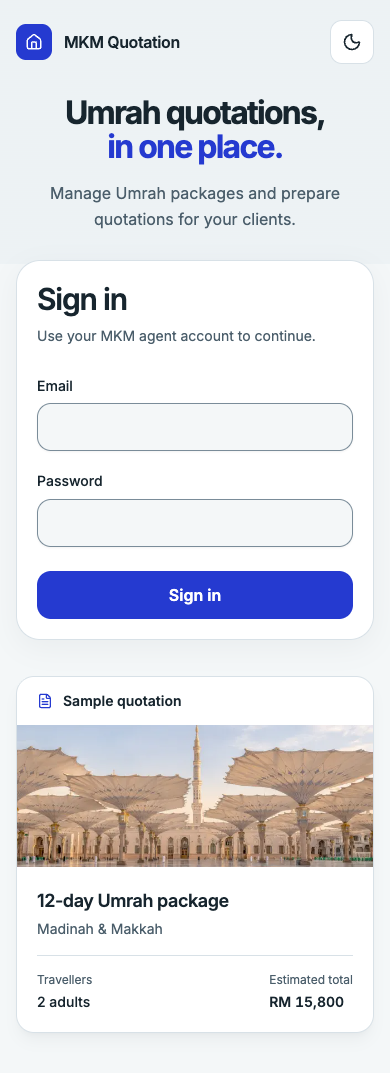 MKM Quotation
Umrah quotations,
in one place.
Manage Umrah packages and prepare
quotations for your clients.
Sign in
Use your MKM agent account to continue.
Email
Password
Sign in
Sample quotation
12-day Umrah package
Madinah & Makkah
Travellers
2 adults
Estimated total
RM 15,800